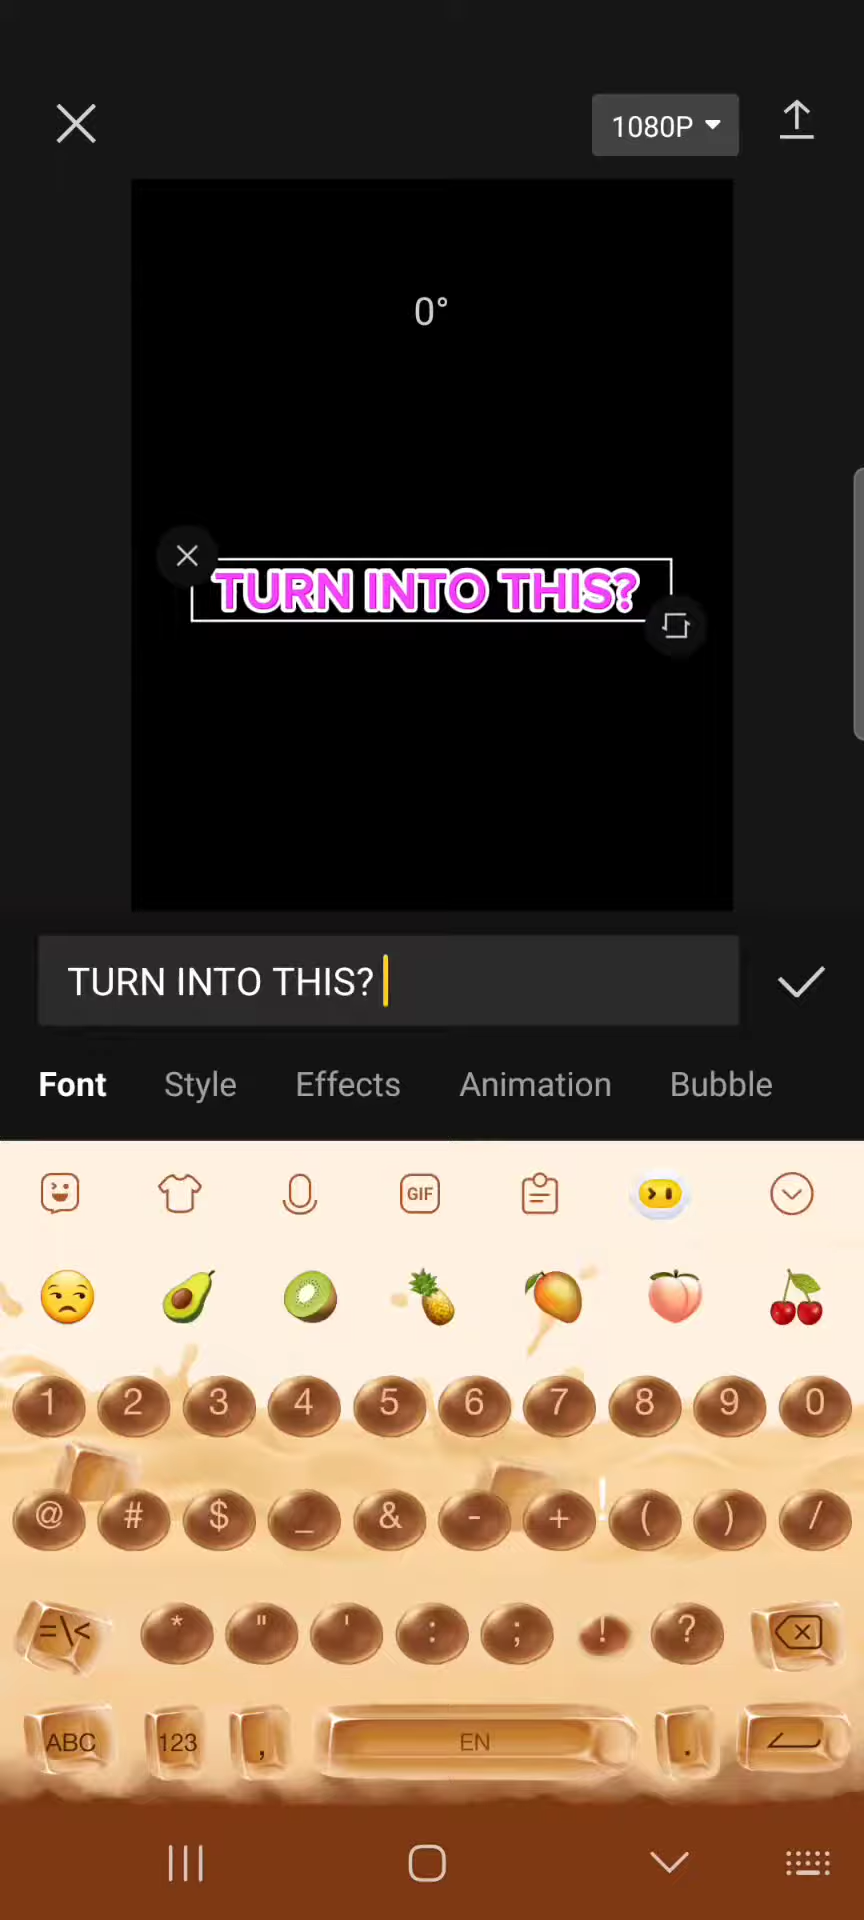 1080P
0°
TURN INTO THIS?
TURN INTO THIS?
Font Style Effects Animation Bubble
GIF
1 2 3 4 5 6 7 8 9 0
!
@ # $ _ & - + ( ) /
=\< * " ' : ; ! ?
ABC 123 , EN .